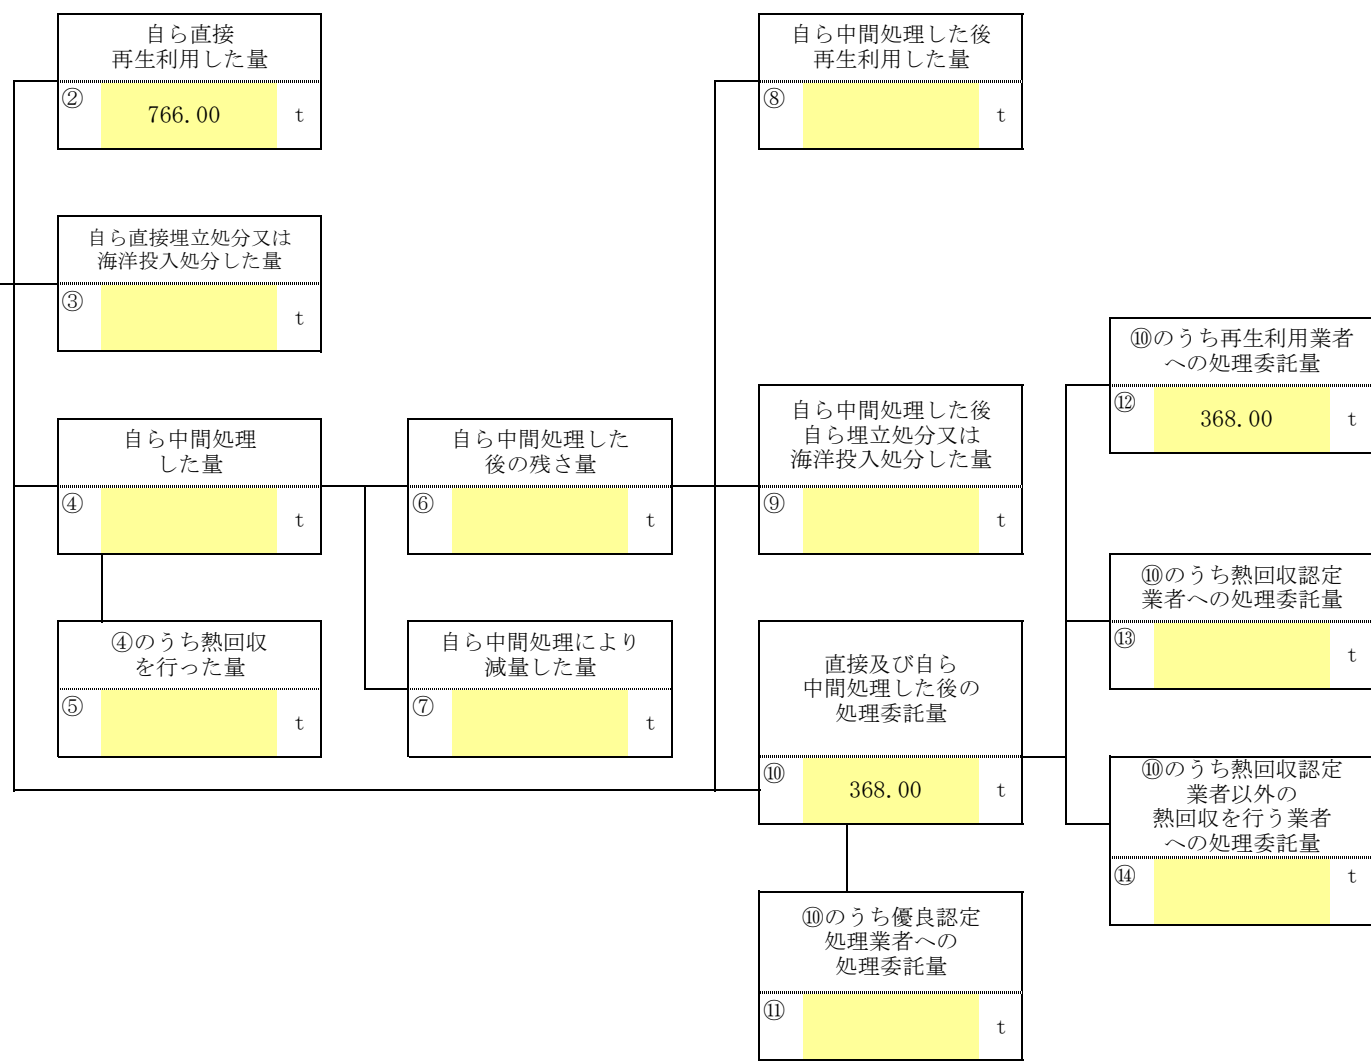 自ら直接
再生利用した量
②
766.00
t
自ら中間処理した後
再生利用した量
⑧
t
自ら直接埋立処分又は
海洋投入処分した量
③
t
⑩のうち再生利用業者
への処理委託量
⑫
368.00
t
自ら中間処理
した量
④
t
自ら中間処理した
後の残さ量
⑥
t
自ら中間処理した後
自ら埋立処分又は
海洋投入処分した量
⑨
t
⑩のうち熱回収認定
業者への処理委託量
⑬
t
④のうち熱回収
を行った量
⑤
t
自ら中間処理により
減量した量
⑦
t
直接及び自ら
中間処理した後の
処理委託量
⑩
368.00
t
⑩のうち熱回収認定
業者以外の
熱回収を行う業者
への処理委託量
⑭
t
⑩のうち優良認定
処理業者への
処理委託量
⑪
t